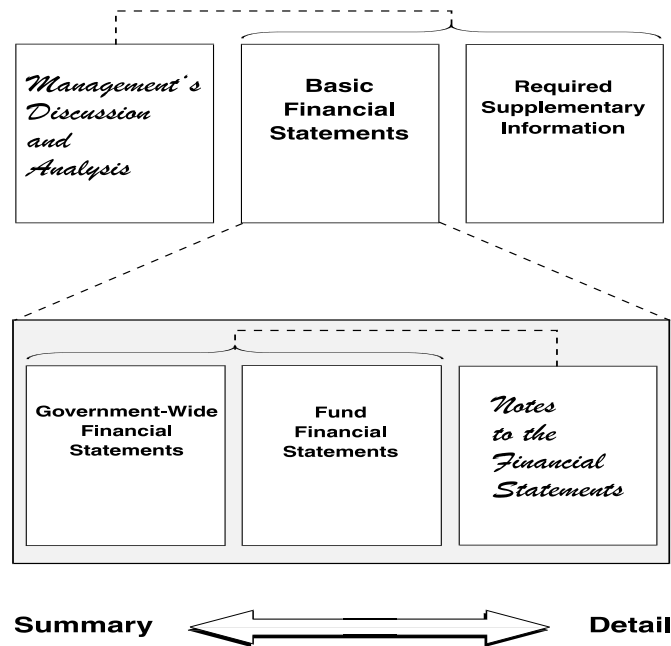 Management's
Discussion
and
Analysis
Basic
Financial
Statements
Required
Supplementary
Information
Government-Wide
Financial
Statements
Fund
Financial
Statements
Notes
to the
Financial
Statements
Summary
Detail